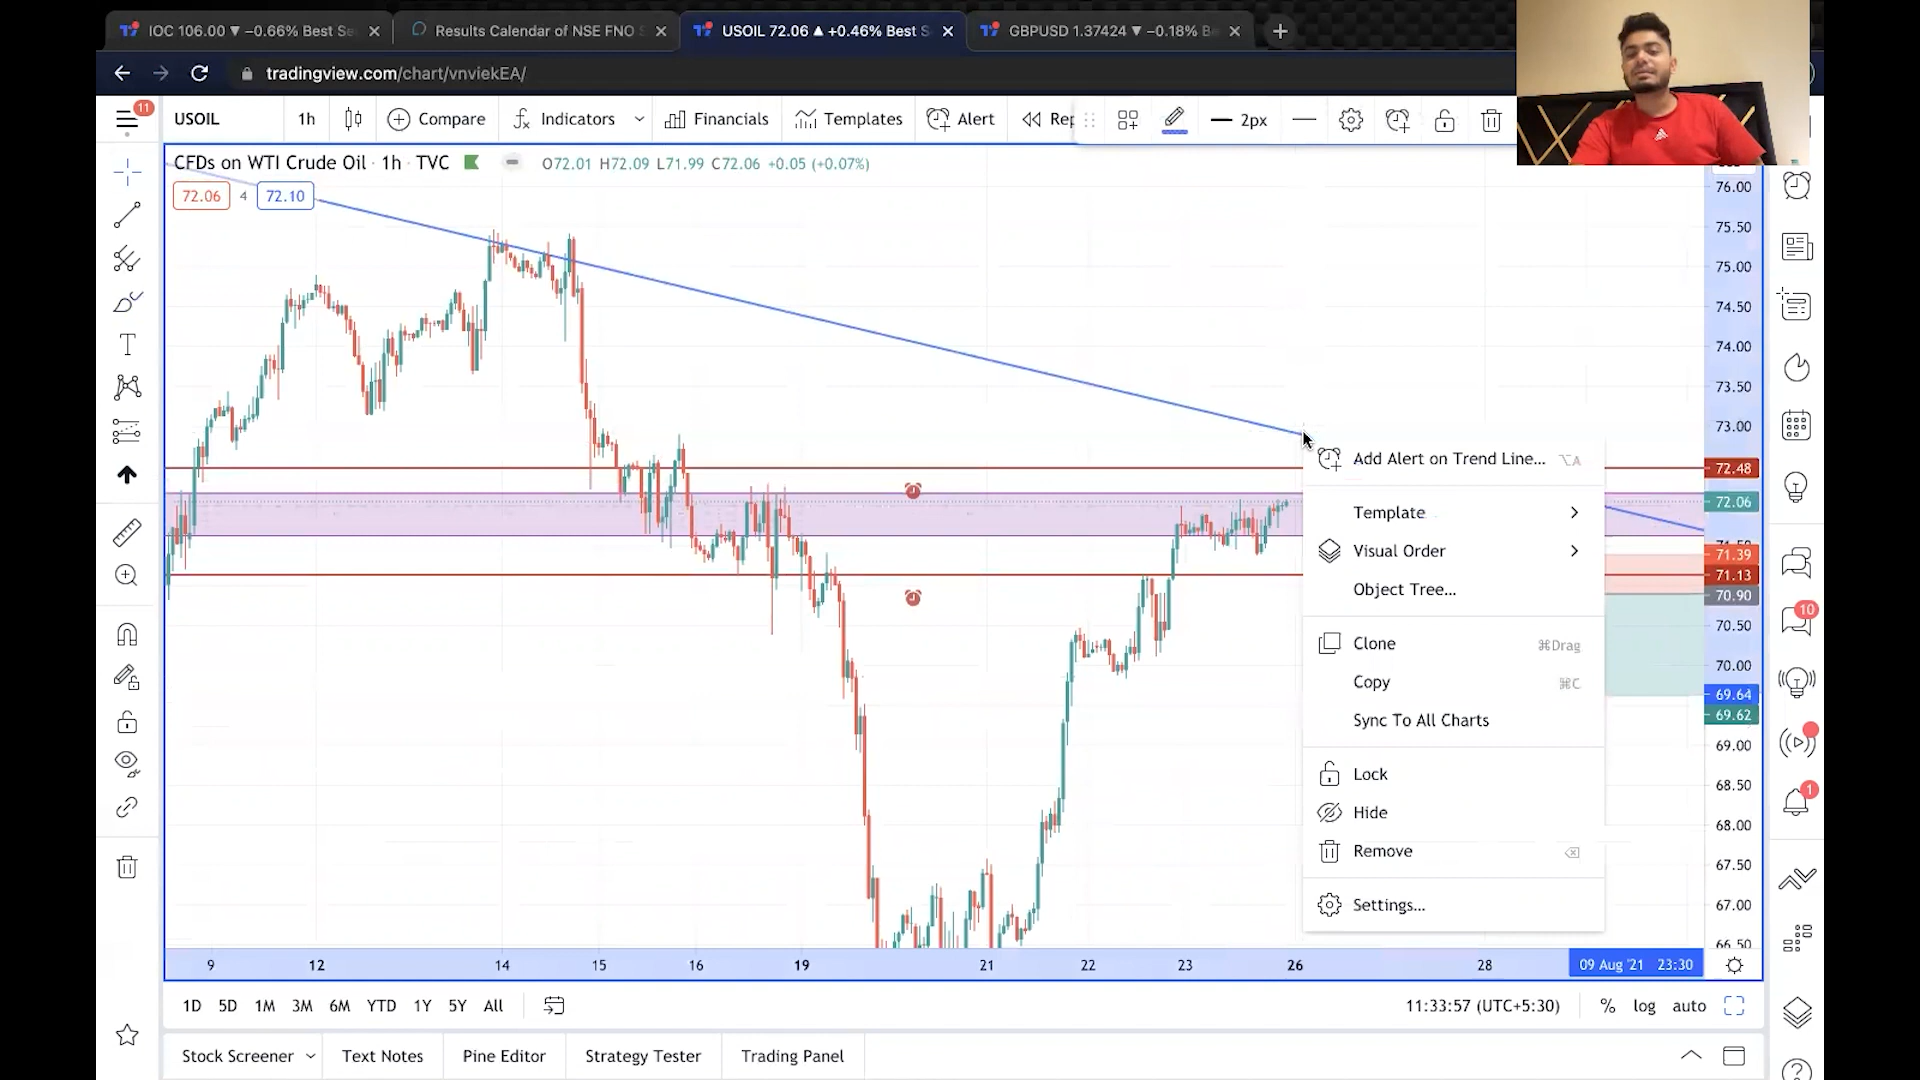 IOC 106.00 ▼ −0.66% Best Se
Results Calendar of NSE FNO S
USOIL 72.06 ▲ +0.46% Best S
GBPUSD 1.37424 ▼ −0.18% B
tradingview.com/chart/vnviekEA/
11
USOIL
1h
Compare
Indicators
Financials
Templates
Alert
Rep
2px
CFDs on WTI Crude Oil · 1h · TVC
O72.01 H72.09 L71.99 C72.06 +0.05 (+0.07%)
72.06
4
72.10
76.00
75.50
75.00
74.50
74.00
73.50
73.00
72.48
72.06
71.39
71.13
70.90
70.50
70.00
69.64
69.62
69.00
68.50
68.00
67.50
67.00
66.50
Add Alert on Trend Line... ⌥A
Template
Visual Order
Object Tree...
Clone ⌘Drag
Copy ⌘C
Sync To All Charts
Lock
Hide
Remove
Settings...
10
1
9
12
14
15
16
19
21
22
23
26
28
09 Aug '21 23:30
1D
5D
1M
3M
6M
YTD
1Y
5Y
All
11:33:57 (UTC+5:30)
%
log
auto
Stock Screener
Text Notes
Pine Editor
Strategy Tester
Trading Panel